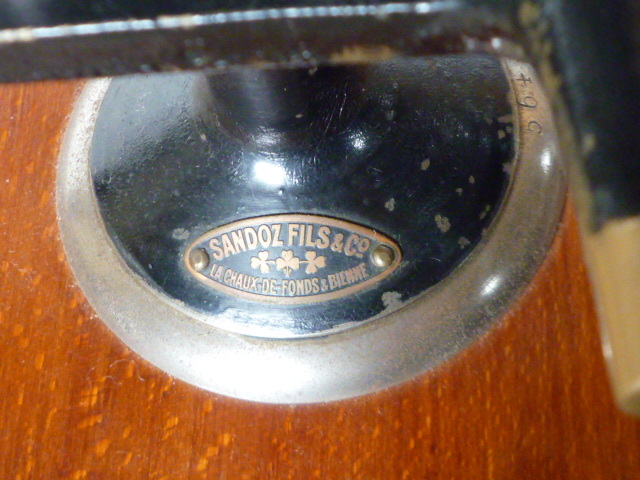 SANDOZ FILS & Co
LA CHAUX-DE-FONDS & BIENNE